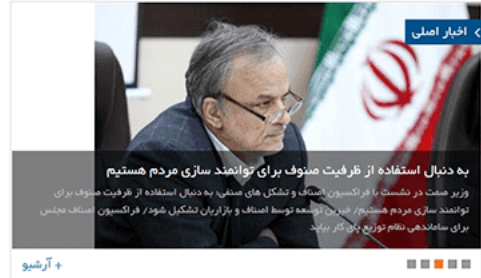 اخبار اصلی
به دنبال استفاده از ظرفیت صنوف برای توانمند سازی مردم هستیم
وزیر صمت در نشست با فراکسیون اصناف و تشکل های صنفی: به دنبال استفاده از ظرفیت صنوف برای
توانمند سازی مردم هستیم/ خیرین توسعه توسط اصناف و بازاریان تشکیل شود/ فراکسیون اصناف مجلس
برای ساماندهی نظام توزیع پای کار بیاید
+ آرشیو